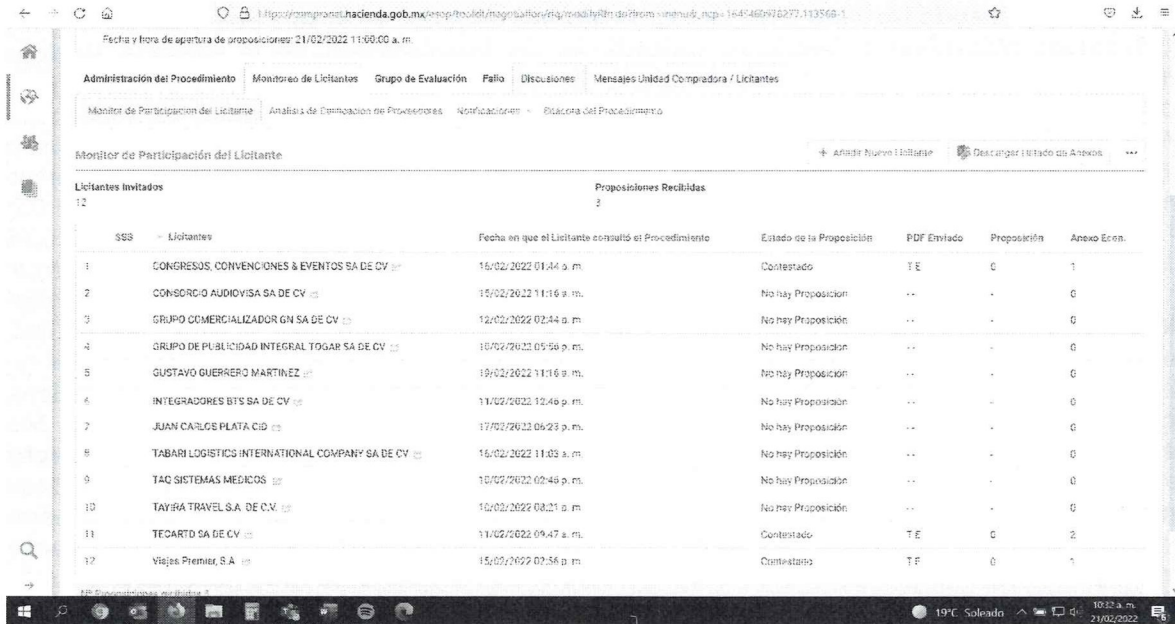 hacienda.gob.mx
Fecha y hora de apertura de proposiciones: 21/02/2022 11:00:00 a. m.
Administración del Procedimiento Monitoreo de Licitantes Grupo de Evaluación Fallo Discusiones Mensajes Unidad Compradora / Licitantes
Monitor de Participación del Licitante Notificaciones Bitácora del Procedimiento
Monitor de Participación del Licitante + Añadir Nuevo Licitante Descargar Listado de Anexos ...
Licitantes Invitados Proposiciones Recibidas
12 3
SSG Licitantes Fecha en que el Licitante consultó el Procedimiento Estado de la Proposición PDF Enviado Proposición Anexo Econ.
1 CONGRESOS, CONVENCIONES & EVENTOS SA DE CV 16/02/2022 01:44 Contestado T E 0 1
2 CONSORCIO AUDIOVISA SA DE CV 15/02/2022 11:16 a. m. No hay Proposición - - - 0
3 GRUPO COMERCIALIZADOR GN SA DE CV 12/02/2022 02:44 No hay Proposición - - - 0
4 GRUPO DE PUBLICIDAD INTEGRAL TOGAR SA DE CV 05:56 p. m. No hay Proposición - - - 0
5 GUSTAVO GUERRERO MARTINEZ 19/02/2022 11:16 No hay Proposición - - - 0
6 INTEGRADORES BTS SA DE CV 11/02/2022 12:46 p. m. No hay Proposición - - - 0
7 JUAN CARLOS PLATA CID 17/02/2022 06:23 p. m. No hay Proposición - - - 0
8 TABARI LOGISTICS INTERNATIONAL COMPANY SA DE CV 16/02/2022 11:03 a. m. No hay Proposición - - - 0
9 TAQ SISTEMAS MEDICOS 10/02/2022 02:46 p. m. No hay Proposición - - - 0
10 TAYIRA TRAVEL S.A. DE C.V. 10/02/2022 08:21 No hay Proposición - - - 0
11 TECARTD SA DE CV 11/02/2022 09:47 a. m. Contestado T E 0 2
12 Viajes Premier, S.A. 15/02/2022 02:56 p. m. Contestado T E 0 1
19°C Soleado 10:32 a. m.
21/02/2022